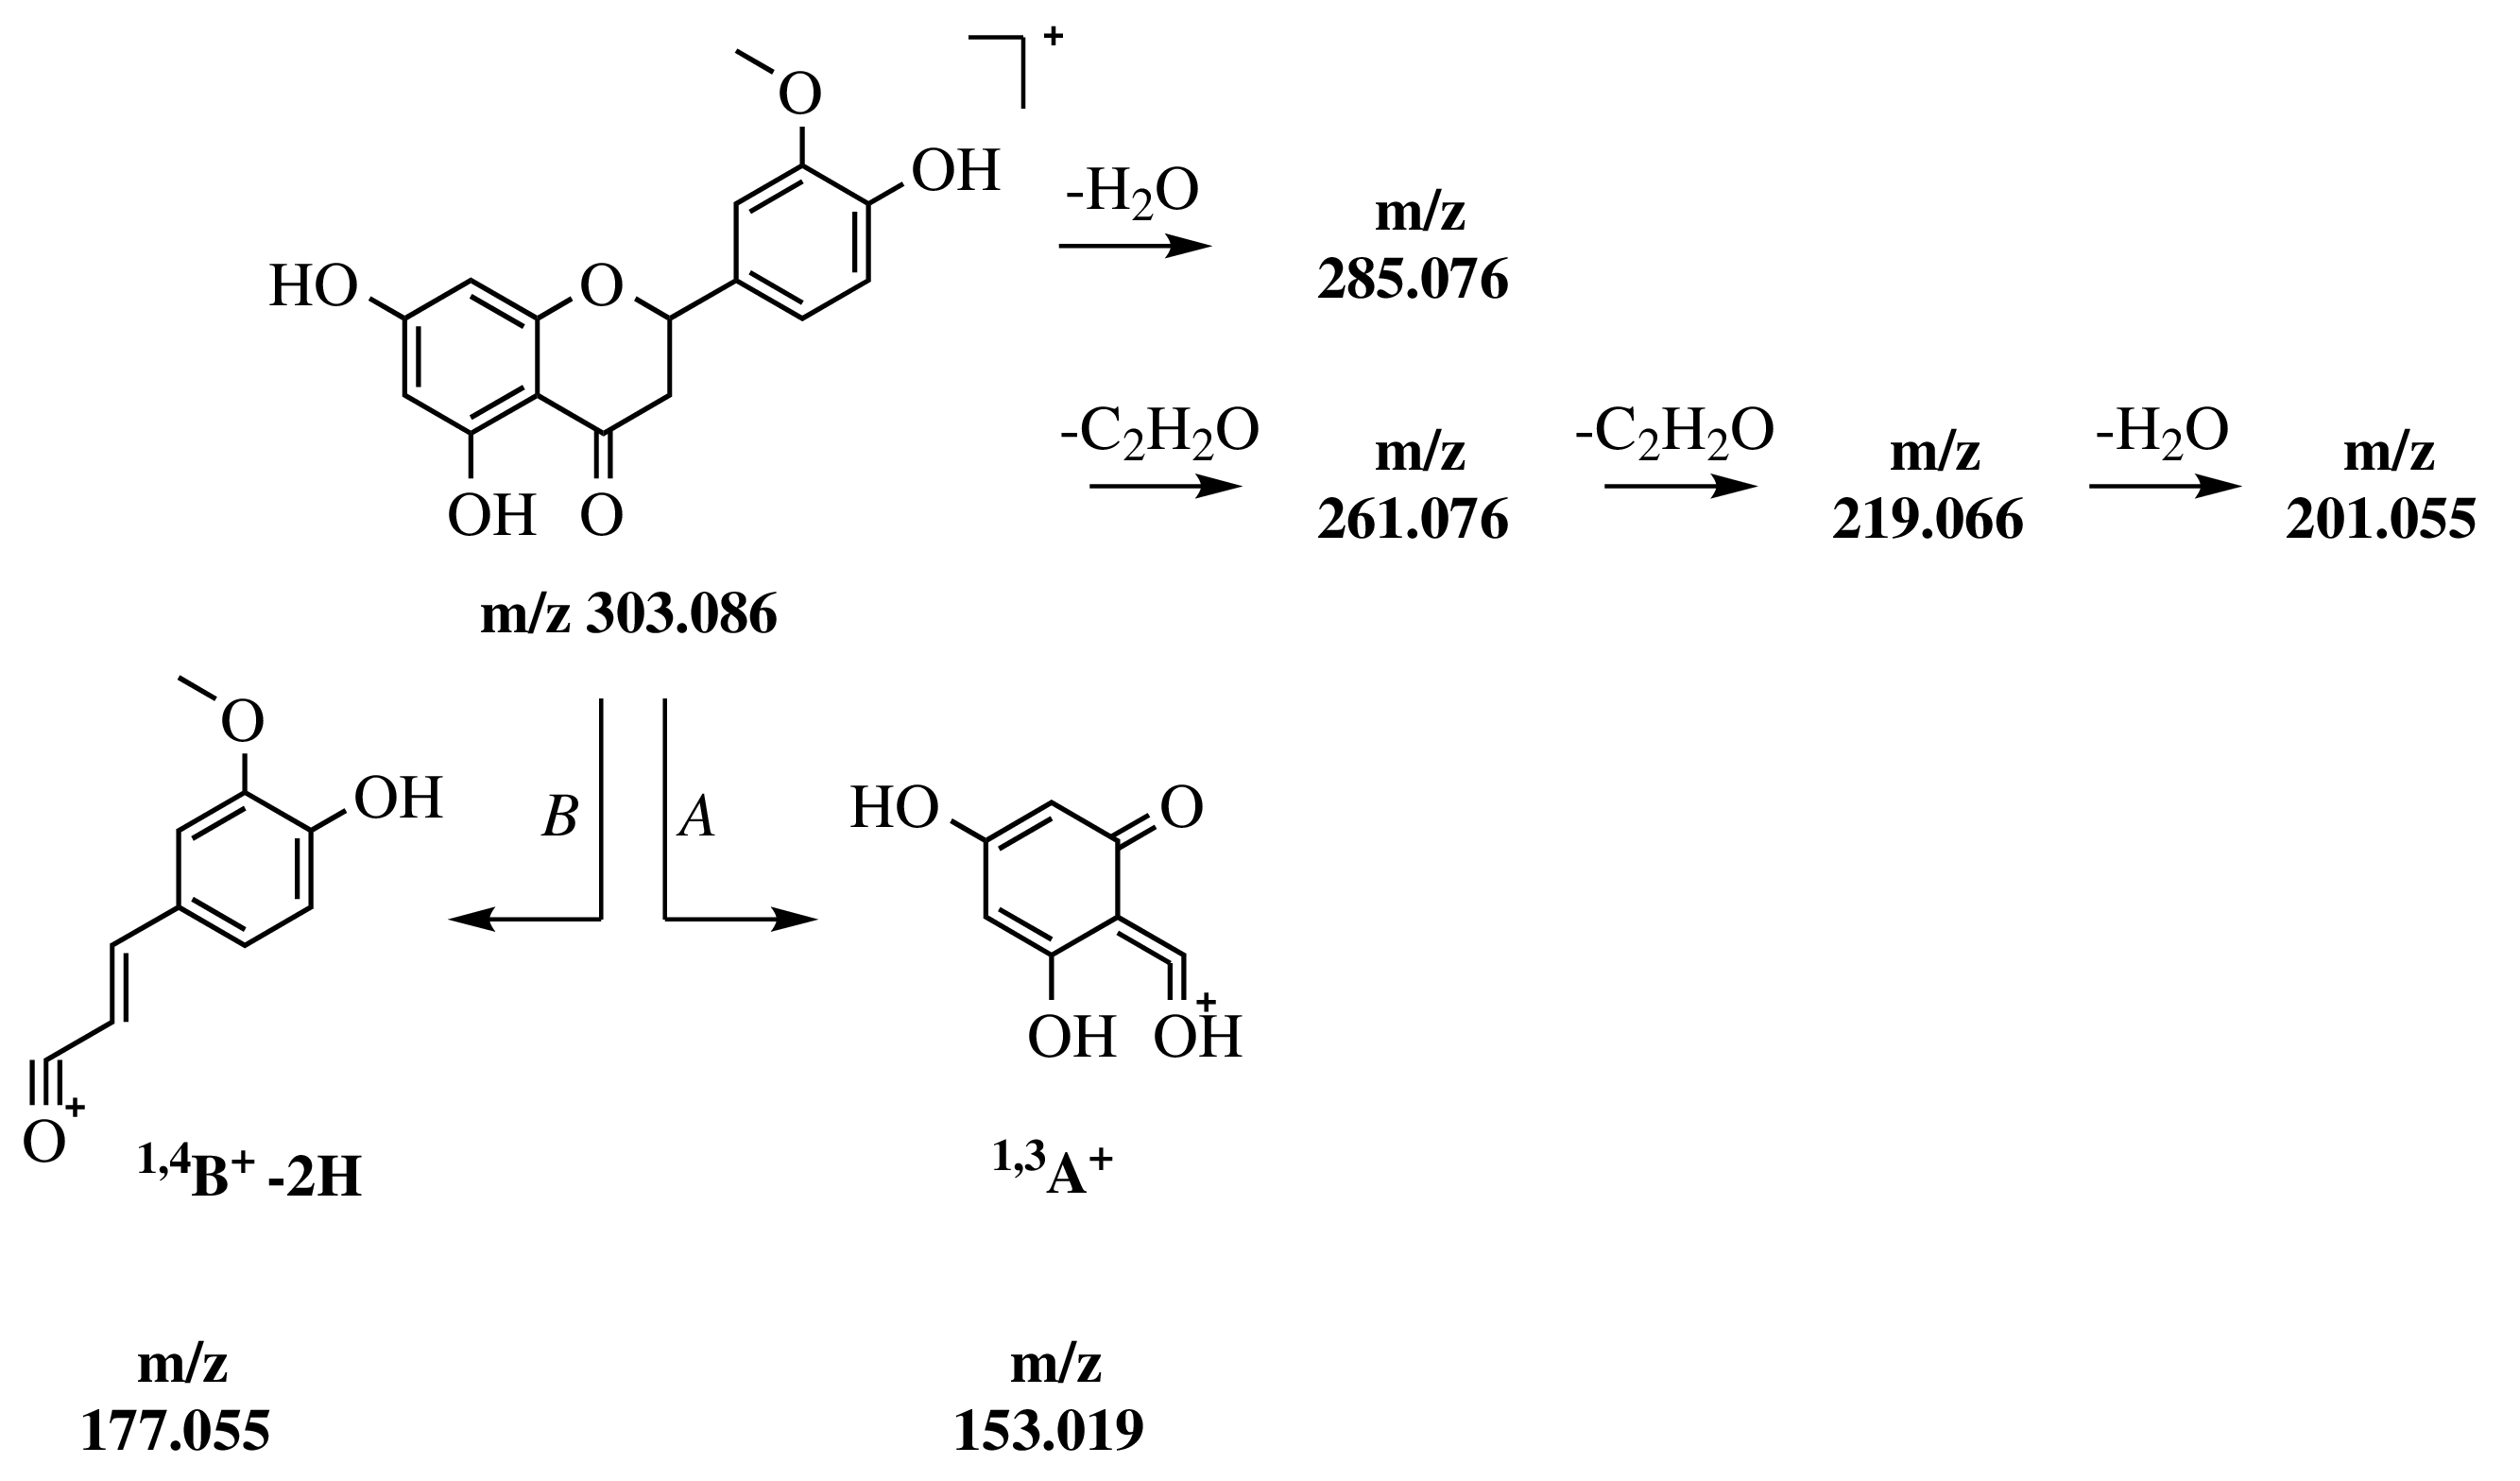 +
O
OH
-H₂O
m/z
285.076
HO
O
-C₂H₂O
m/z
261.076
-C₂H₂O
m/z
219.066
-H₂O
m/z
201.055
OH
O
m/z 303.086
O
OH
B
A
HO
O
+
OH
OH
+
O
¹,⁴B⁺ -2H
¹,³A⁺
m/z
177.055
m/z
153.019